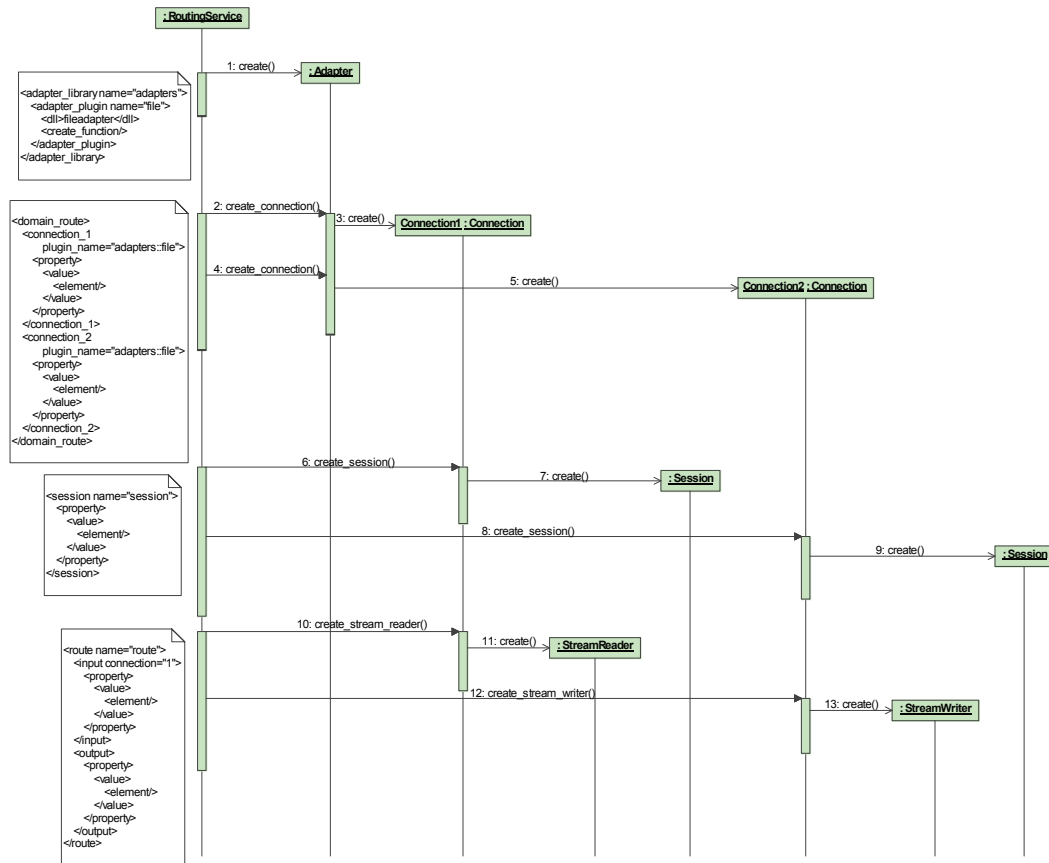 : RoutingService
1: create()
: Adapter
<adapter_library name="adapters">
<adapter_plugin name="file">
<dll>fileadapter</dll>
<create_function/>
</adapter_plugin>
</adapter_library>
2: create_connection()
3: create()
Connection1 : Connection
<domain_route>
<connection_1
plugin_name="adapters::file">
<property>
<value>
<element/>
</value>
</property>
</connection_1>
<connection_2
plugin_name="adapters::file">
<property>
<value>
<element/>
</value>
</property>
</connection_2>
</domain_route>
4: create_connection()
5: create()
Connection2 : Connection
6: create_session()
7: create()
: Session
<session name="session">
<property>
<value>
<element/>
</value>
</property>
</session>
8: create_session()
9: create()
: Session
10: create_stream_reader()
11: create()
: StreamReader
<route name="route">
<input connection="1">
<property>
<value>
<element/>
</value>
</property>
</input>
<output>
<property>
<value>
<element/>
</value>
</property>
</output>
</route>
12: create_stream_writer()
13: create()
: StreamWriter